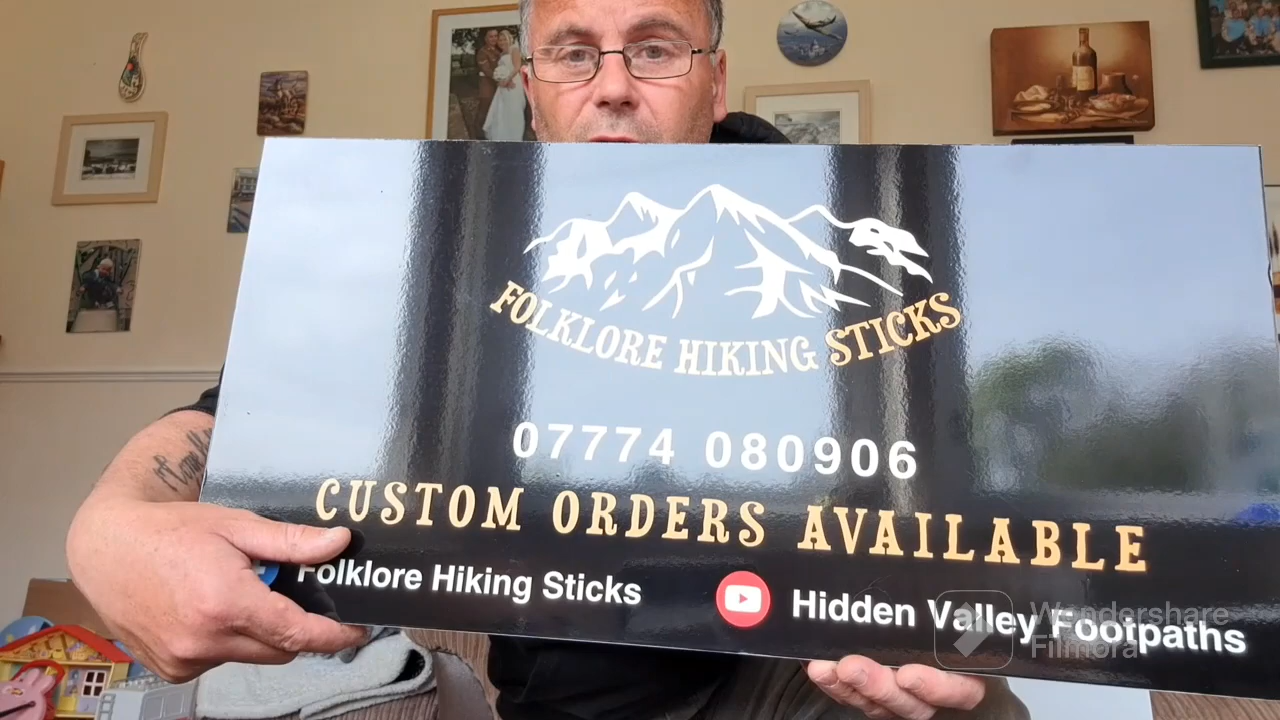 FOLKLORE HIKING STICKS
07774 080906
CUSTOM ORDERS AVAILABLE
Folklore Hiking Sticks
Hidden Valley Footpaths
Wondershare
Filmora